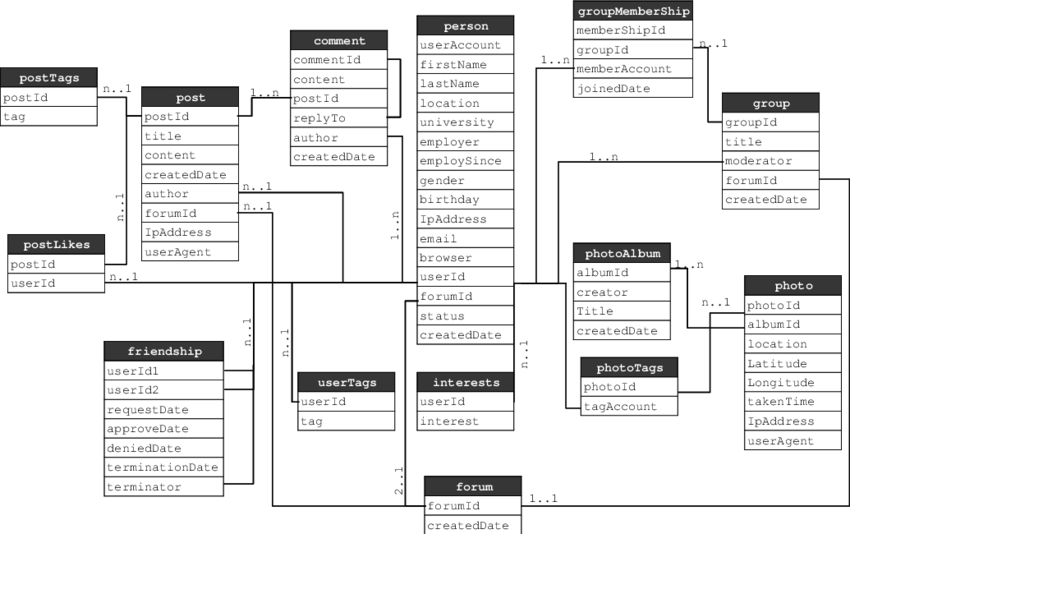 groupMemberShip
memberShipId
groupId
memberAccount
joinedDate
n..1
1..n
person
userAccount
firstName
lastName
location
university
employer
employSince
gender
birthday
IpAddress
email
browser
userId
forumId
status
createdDate
comment
commentId
content
postId
replyTo
author
createdDate
1..n
1..n
postTags
postId
tag
n..1
post
postId
title
content
createdDate
author
forumId
IpAddress
userAgent
n..1
n..1
n..1
group
groupId
title
moderator
forumId
createdDate
1..n
postLikes
postId
userId
n..1
photoAlbum
albumId
creator
Title
createdDate
1..n
photo
photoId
albumId
location
Latitude
Longitude
takenTime
IpAddress
userAgent
n..1
friendship
userId1
userId2
requestDate
approveDate
deniedDate
terminationDate
terminator
n..1
n..1
userTags
userId
tag
interests
userId
interest
n..1
photoTags
photoId
tagAccount
forum
forumId
createdDate
2..1
1..1